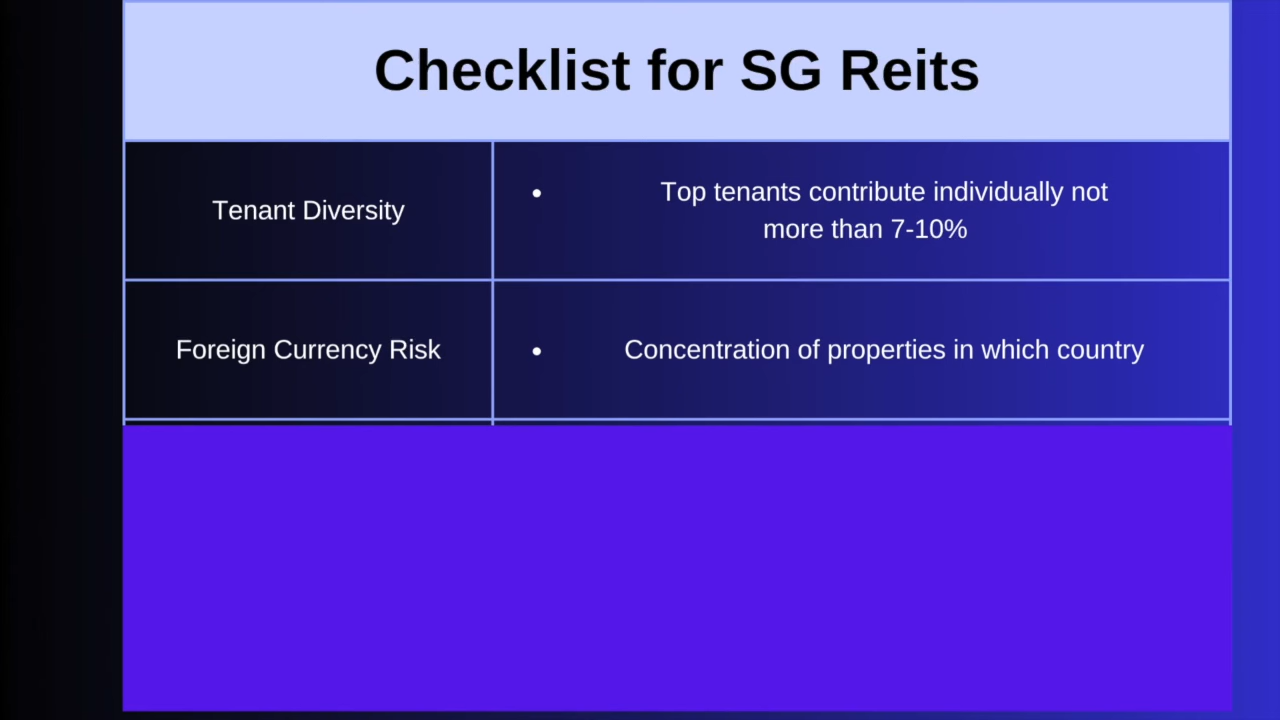 Checklist for SG Reits
Tenant Diversity
• Top tenants contribute individually not
more than 7-10%
Foreign Currency Risk
• Concentration of properties in which country